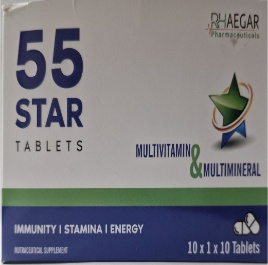 RHAEGAR
Pharmaceuticals
55
STAR
TABLETS
MULTIVITAMIN
& MULTIMINERAL
IMMUNITY I STAMINA I ENERGY
NUTRACEUTICAL SUPPLEMENT
10 x 1 x 10 Tablets